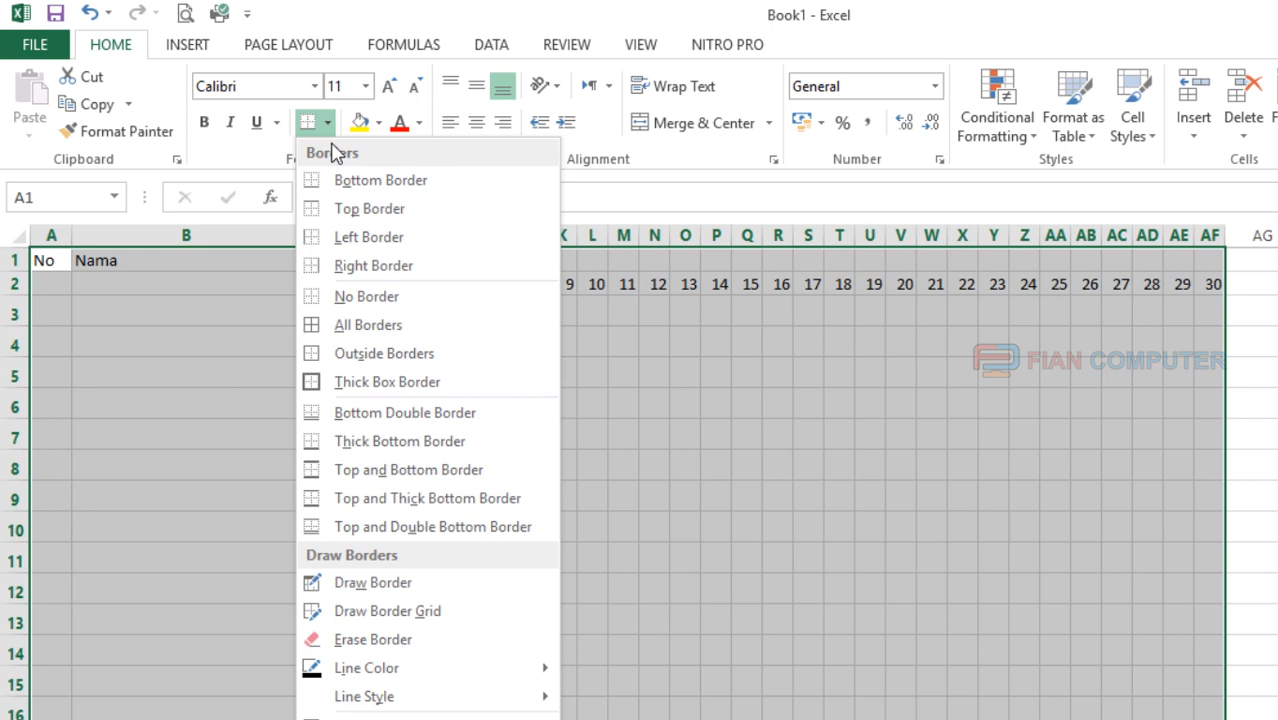 Book1 - Excel
FILE HOME INSERT PAGE LAYOUT FORMULAS DATA REVIEW VIEW NITRO PRO
Paste
Cut
Copy
Format Painter
Clipboard
Calibri 11
B I U
Wrap Text
Merge & Center
Alignment
General
%
Number
Conditional Formatting
Format as Table
Cell Styles
Styles
Insert
Delete
Cells
A1
fx
Borders
Bottom Border
Top Border
Left Border
Right Border
No Border
All Borders
Outside Borders
Thick Box Border
Bottom Double Border
Thick Bottom Border
Top and Bottom Border
Top and Thick Bottom Border
Top and Double Bottom Border
Draw Borders
Draw Border
Draw Border Grid
Erase Border
Line Color
Line Style
A B L M N O P Q R S T U V W X Y Z AA AB AC AD AE AF AG
1 No Nama
2 9 10 11 12 13 14 15 16 17 18 19 20 21 22 23 24 25 26 27 28 29 30
3
4
FIAN COMPUTER
5
6
7
8
9
10
11
12
13
14
15
16